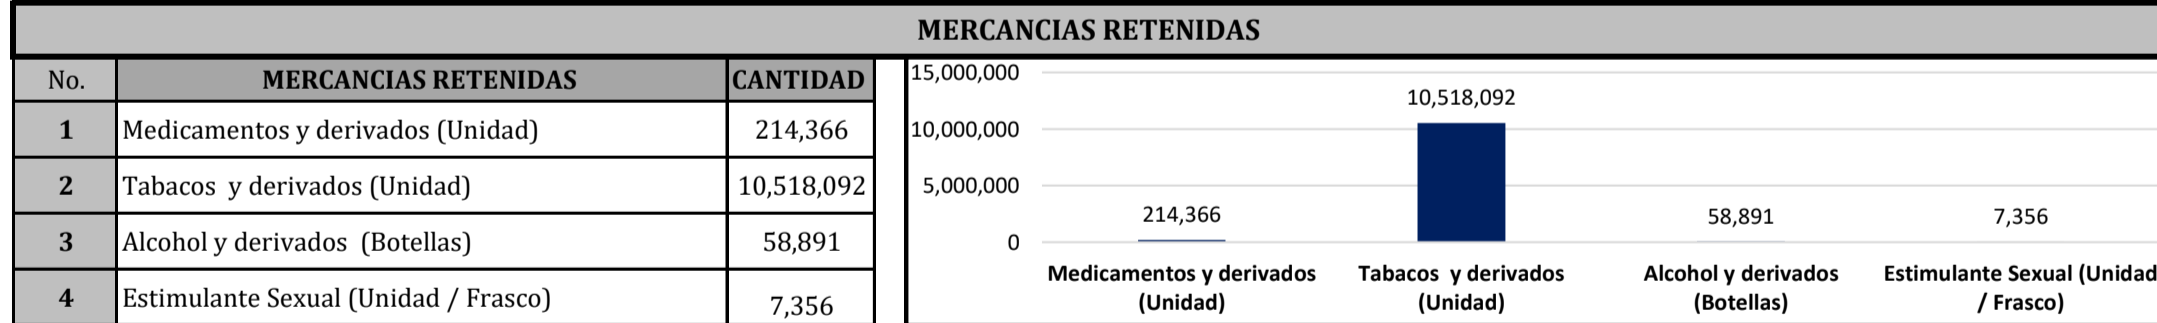 MERCANCIAS RETENIDAS
No. MERCANCIAS RETENIDAS CANTIDAD
1 Medicamentos y derivados (Unidad) 214,366
2 Tabacos y derivados (Unidad) 10,518,092
3 Alcohol y derivados (Botellas) 58,891
4 Estimulante Sexual (Unidad / Frasco) 7,356
15,000,000
10,518,092
10,000,000
5,000,000
214,366 58,891 7,356
0
Medicamentos y derivados Tabacos y derivados Alcohol y derivados Estimulante Sexual (Unidad
(Unidad) (Unidad) (Botellas) / Frasco)